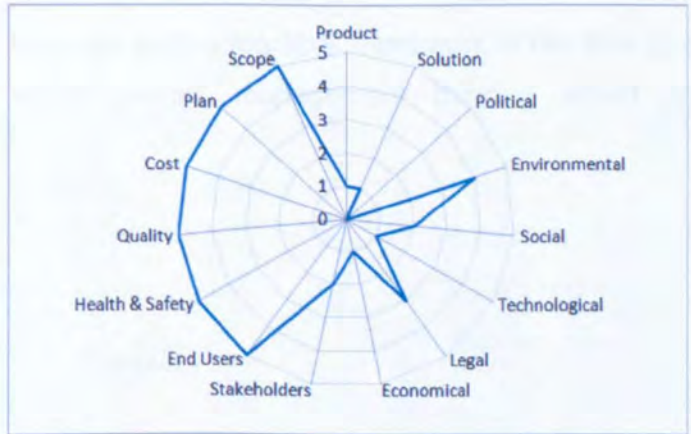 Product
5
Scope
Solution
4
Plan
Political
3
2
Cost
Environmental
1
0
Quality
Social
Health & Safety
Technological
End Users
Legal
Stakeholders
Economical